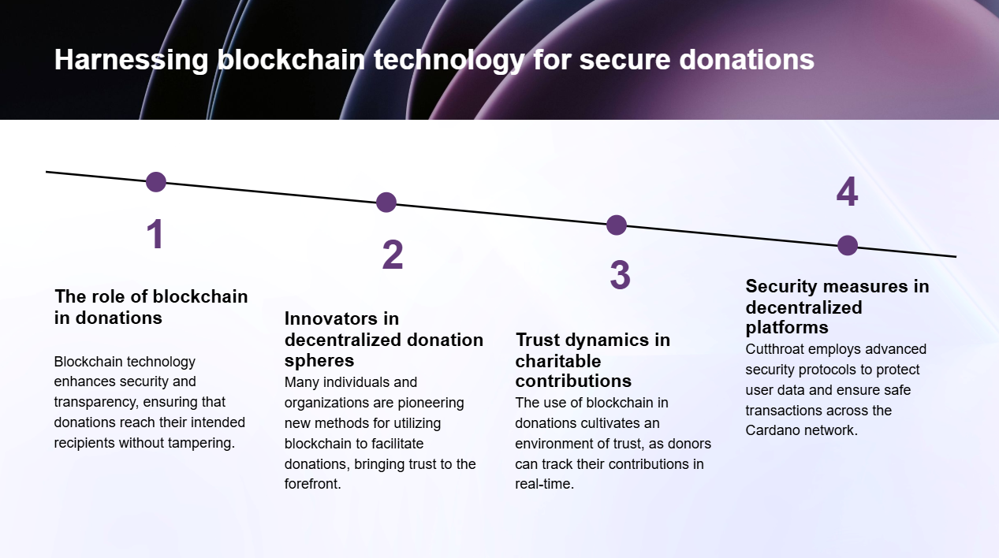 Harnessing blockchain technology for secure donations
1
The role of blockchain
in donations
Blockchain technology
enhances security and
transparency, ensuring that
donations reach their intended
recipients without tampering.
2
Innovators in
decentralized donation
spheres
Many individuals and
organizations are pioneering
new methods for utilizing
blockchain to facilitate
donations, bringing trust to the
forefront.
3
Trust dynamics in
charitable
contributions
The use of blockchain in
donations cultivates an
environment of trust, as donors
can track their contributions in
real-time.
4
Security measures in
decentralized
platforms
Cutthroat employs advanced
security protocols to protect
user data and ensure safe
transactions across the
Cardano network.